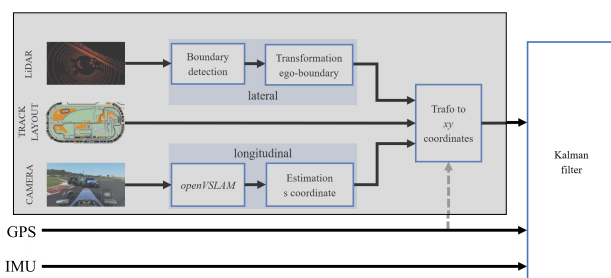 LiDAR
Boundary
detection
Transformation
ego-boundary
lateral
TRACK
LAYOUT
Trafo to
xy
coordinates
Kalman
filter
longitudinal
CAMERA
openVSLAM
Estimation
s coordinate
GPS
IMU